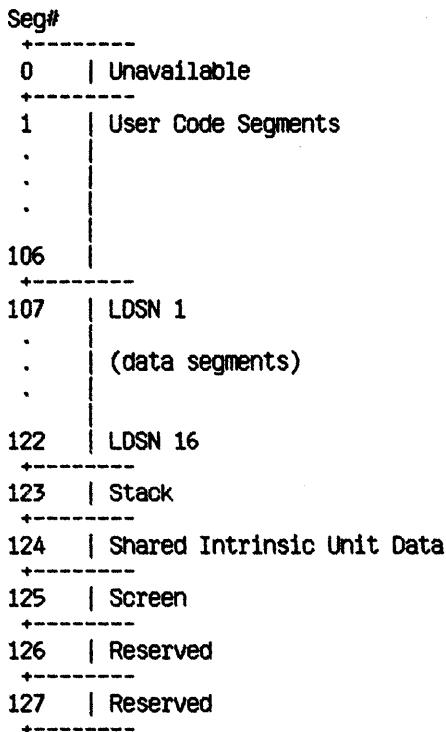 Seg#
+---------
0 | Unavailable
+---------
1 | User Code Segments
. |
. |
. |
106 |
+---------
107 | LDSN 1
. |
. | (data segments)
. |
122 | LDSN 16
+---------
123 | Stack
+---------
124 | Shared Intrinsic Unit Data
+---------
125 | Screen
+---------
126 | Reserved
+---------
127 | Reserved
+---------